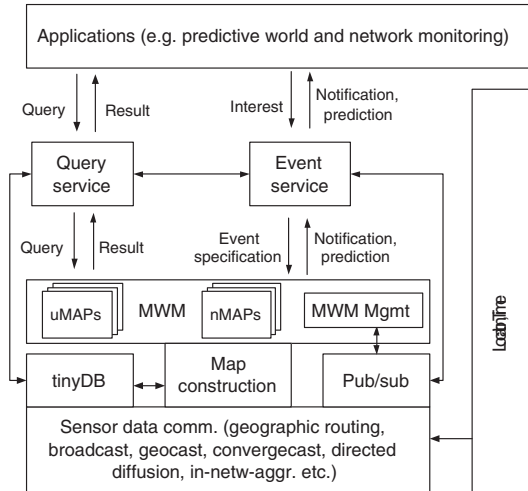 Applications (e.g. predictive world and network monitoring)
Query
Result
Interest
Notification,
prediction
Query
service
Event
service
Query
Result
Event
specification
Notification,
prediction
uMAPs
MWM
nMAPs
MWM Mgmt
tinyDB
Map
construction
Pub/sub
Sensor data comm. (geographic routing,
broadcast, geocast, convergecast, directed
diffusion, in-netw-aggr. etc.)